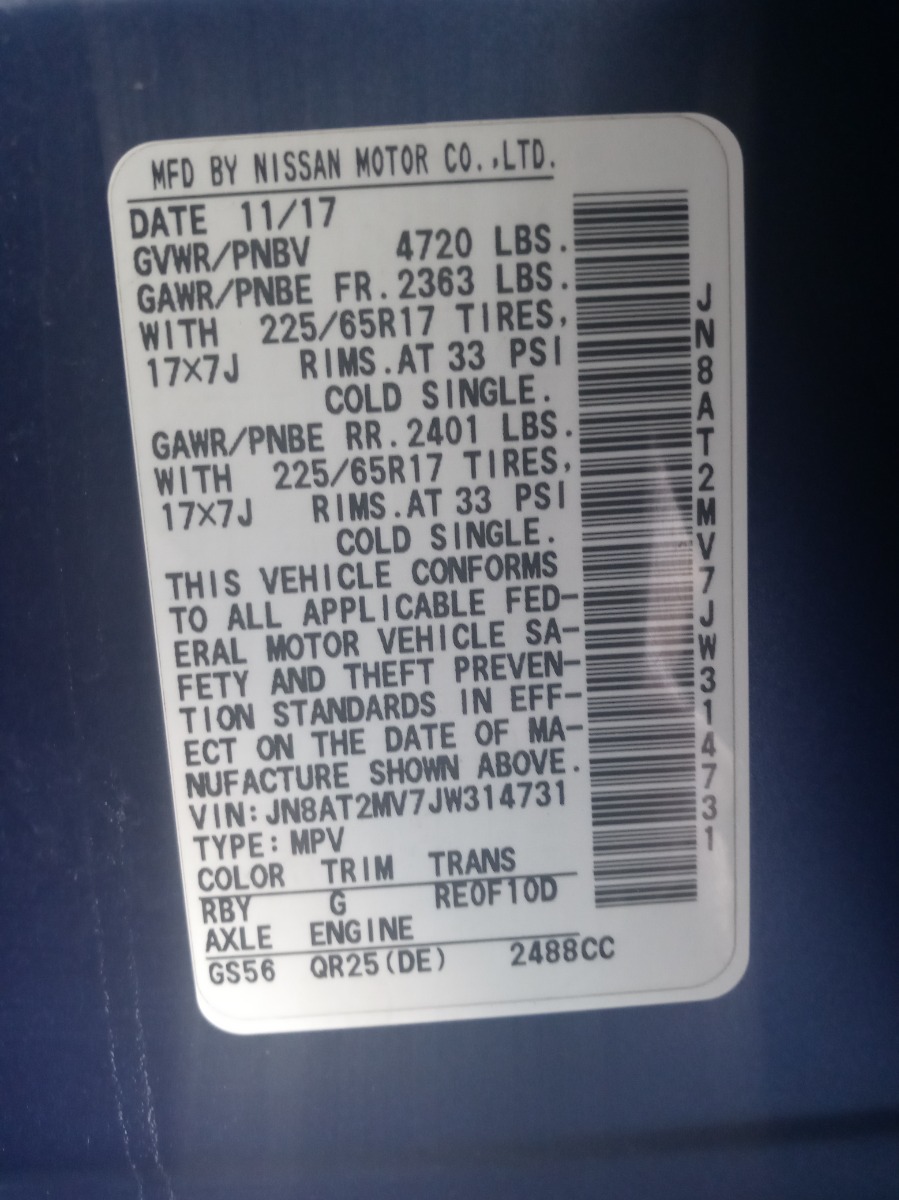 MFD BY NISSAN MOTOR CO.,LTD.
DATE 11/17
GVWR/PNBV 4720 LBS.
GAWR/PNBE FR.2363 LBS.
WITH 225/65R17 TIRES,
17X7J RIMS.AT 33 PSI
COLD SINGLE.
GAWR/PNBE RR.2401 LBS.
WITH 225/65R17 TIRES,
17X7J RIMS.AT 33 PSI
COLD SINGLE.
THIS VEHICLE CONFORMS
TO ALL APPLICABLE FED-
ERAL MOTOR VEHICLE SA-
FETY AND THEFT PREVEN-
TION STANDARDS IN EFF-
ECT ON THE DATE OF MA-
NUFACTURE SHOWN ABOVE.
VIN:JN8AT2MV7JW314731
TYPE:MPV
COLOR TRIM TRANS
RBY G RE0F10D
AXLE ENGINE
GS56 QR25(DE) 2488CC
JN8AT2MV7JW314731